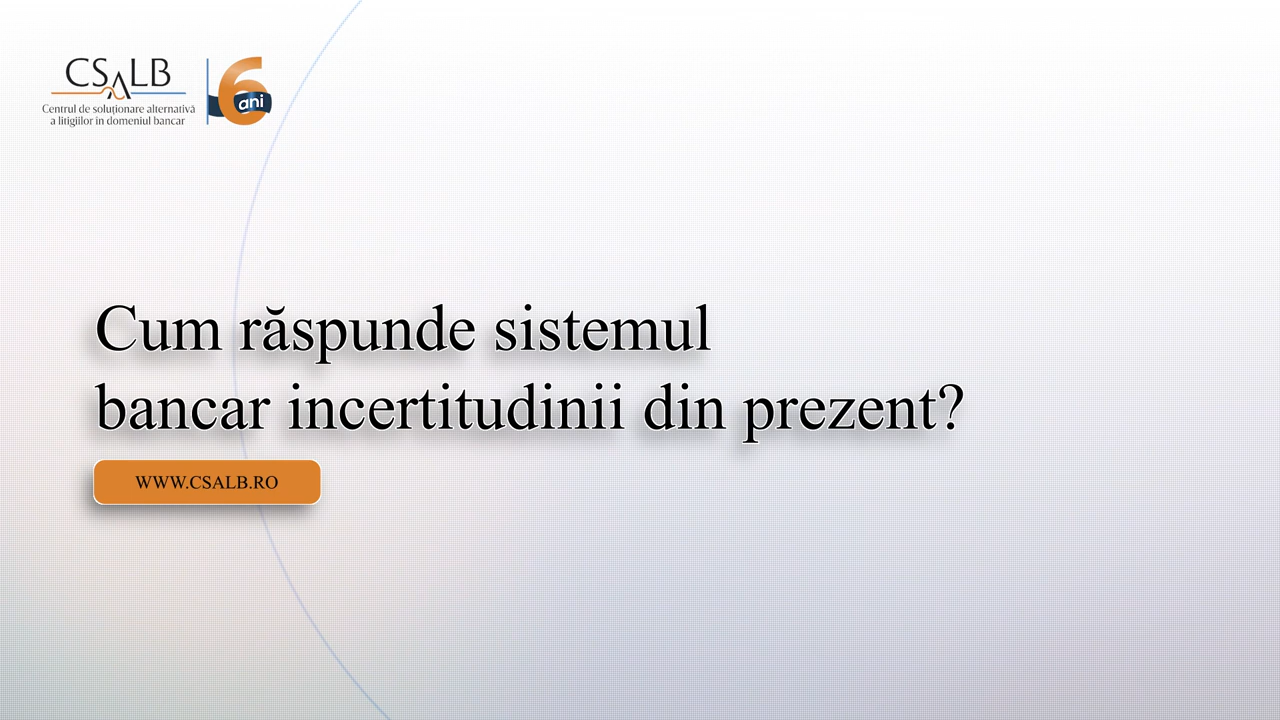 CSALB
6 ani
Centrul de soluționare alternativă
a litigiilor în domeniul bancar
Cum răspunde sistemul
bancar incertitudinii din prezent?
WWW.CSALB.RO